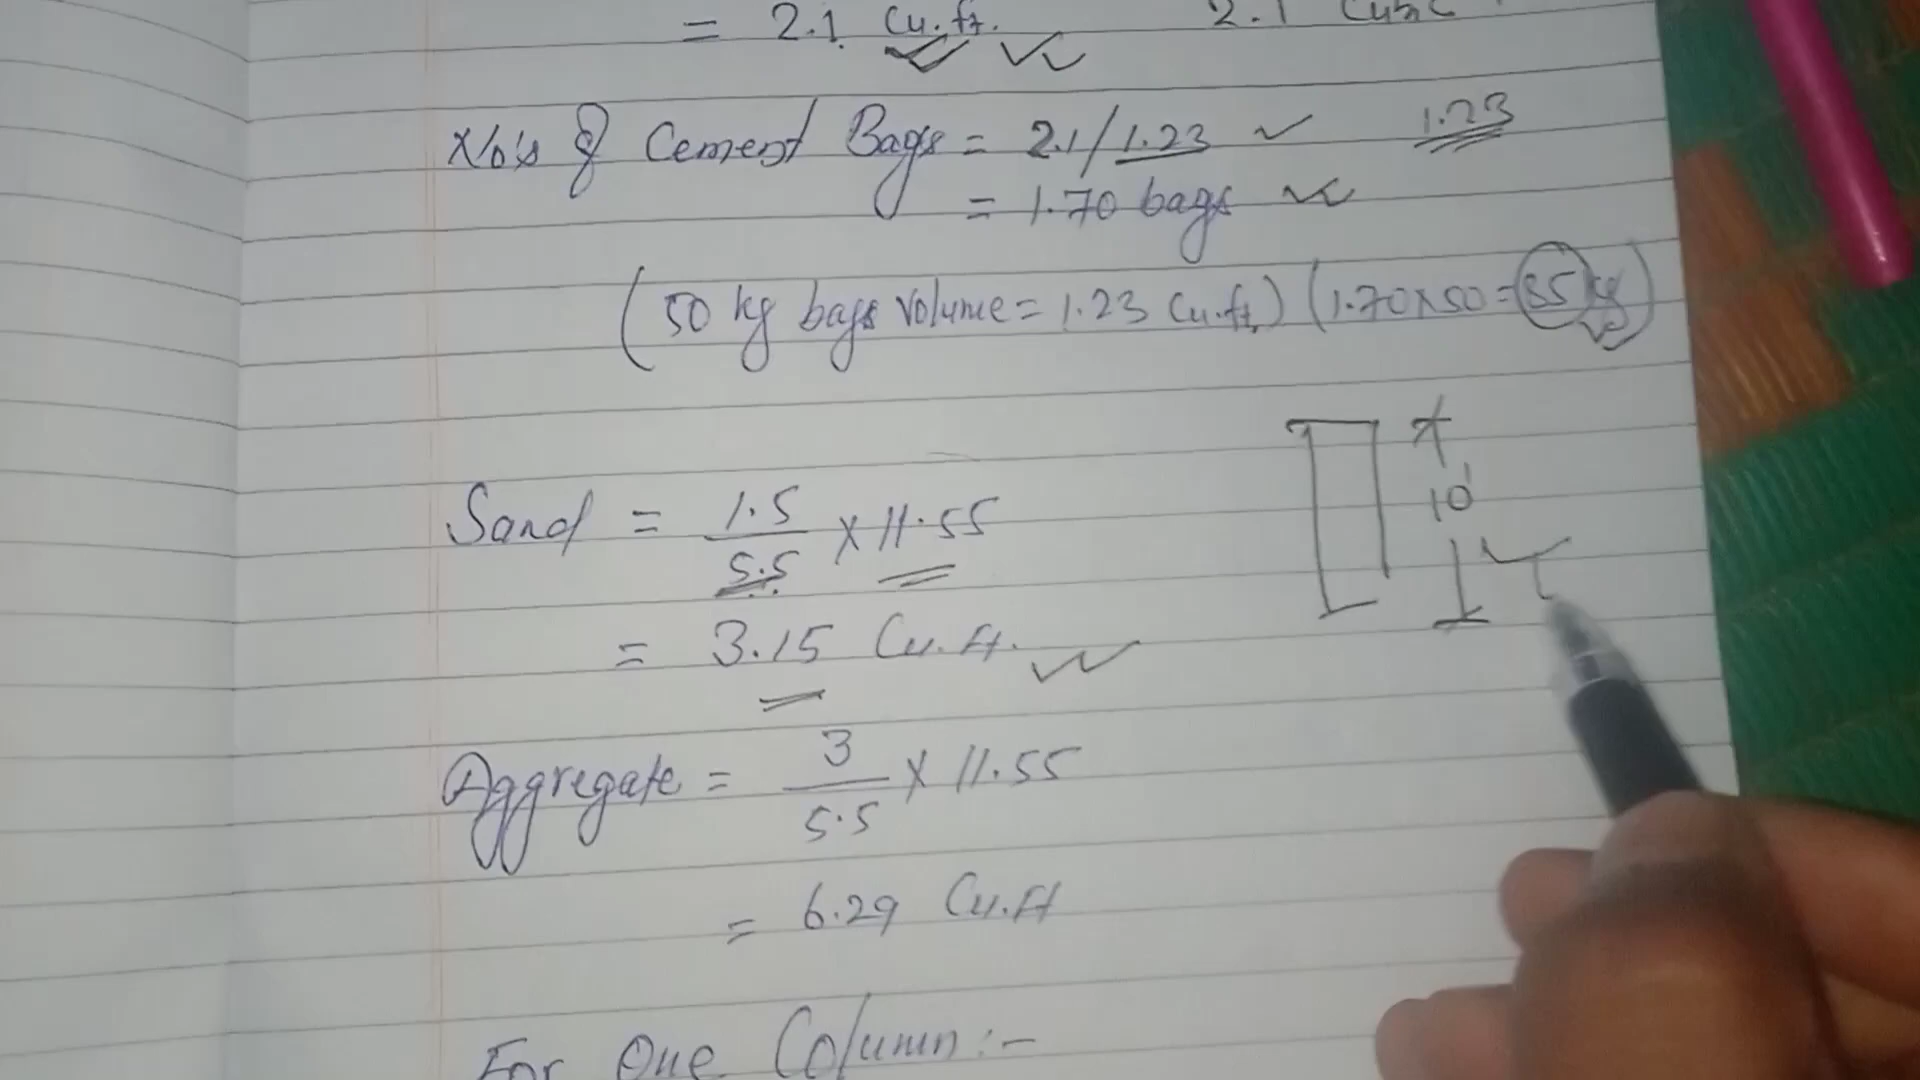 = 2.1 Cu.ft. 2.1 Cubic
No's of Cement Bags = 2.1/1.23 1.23
= 1.70 bags
(50 kg bags volume = 1.23 Cu.ft.) (1.70x50=85kg)
Sand = 1.5/5.5 x 11.55
= 3.15 Cu.ft.
10'
Aggregate = 3/5.5 x 11.55
= 6.29 Cu.ft
For One Column:-